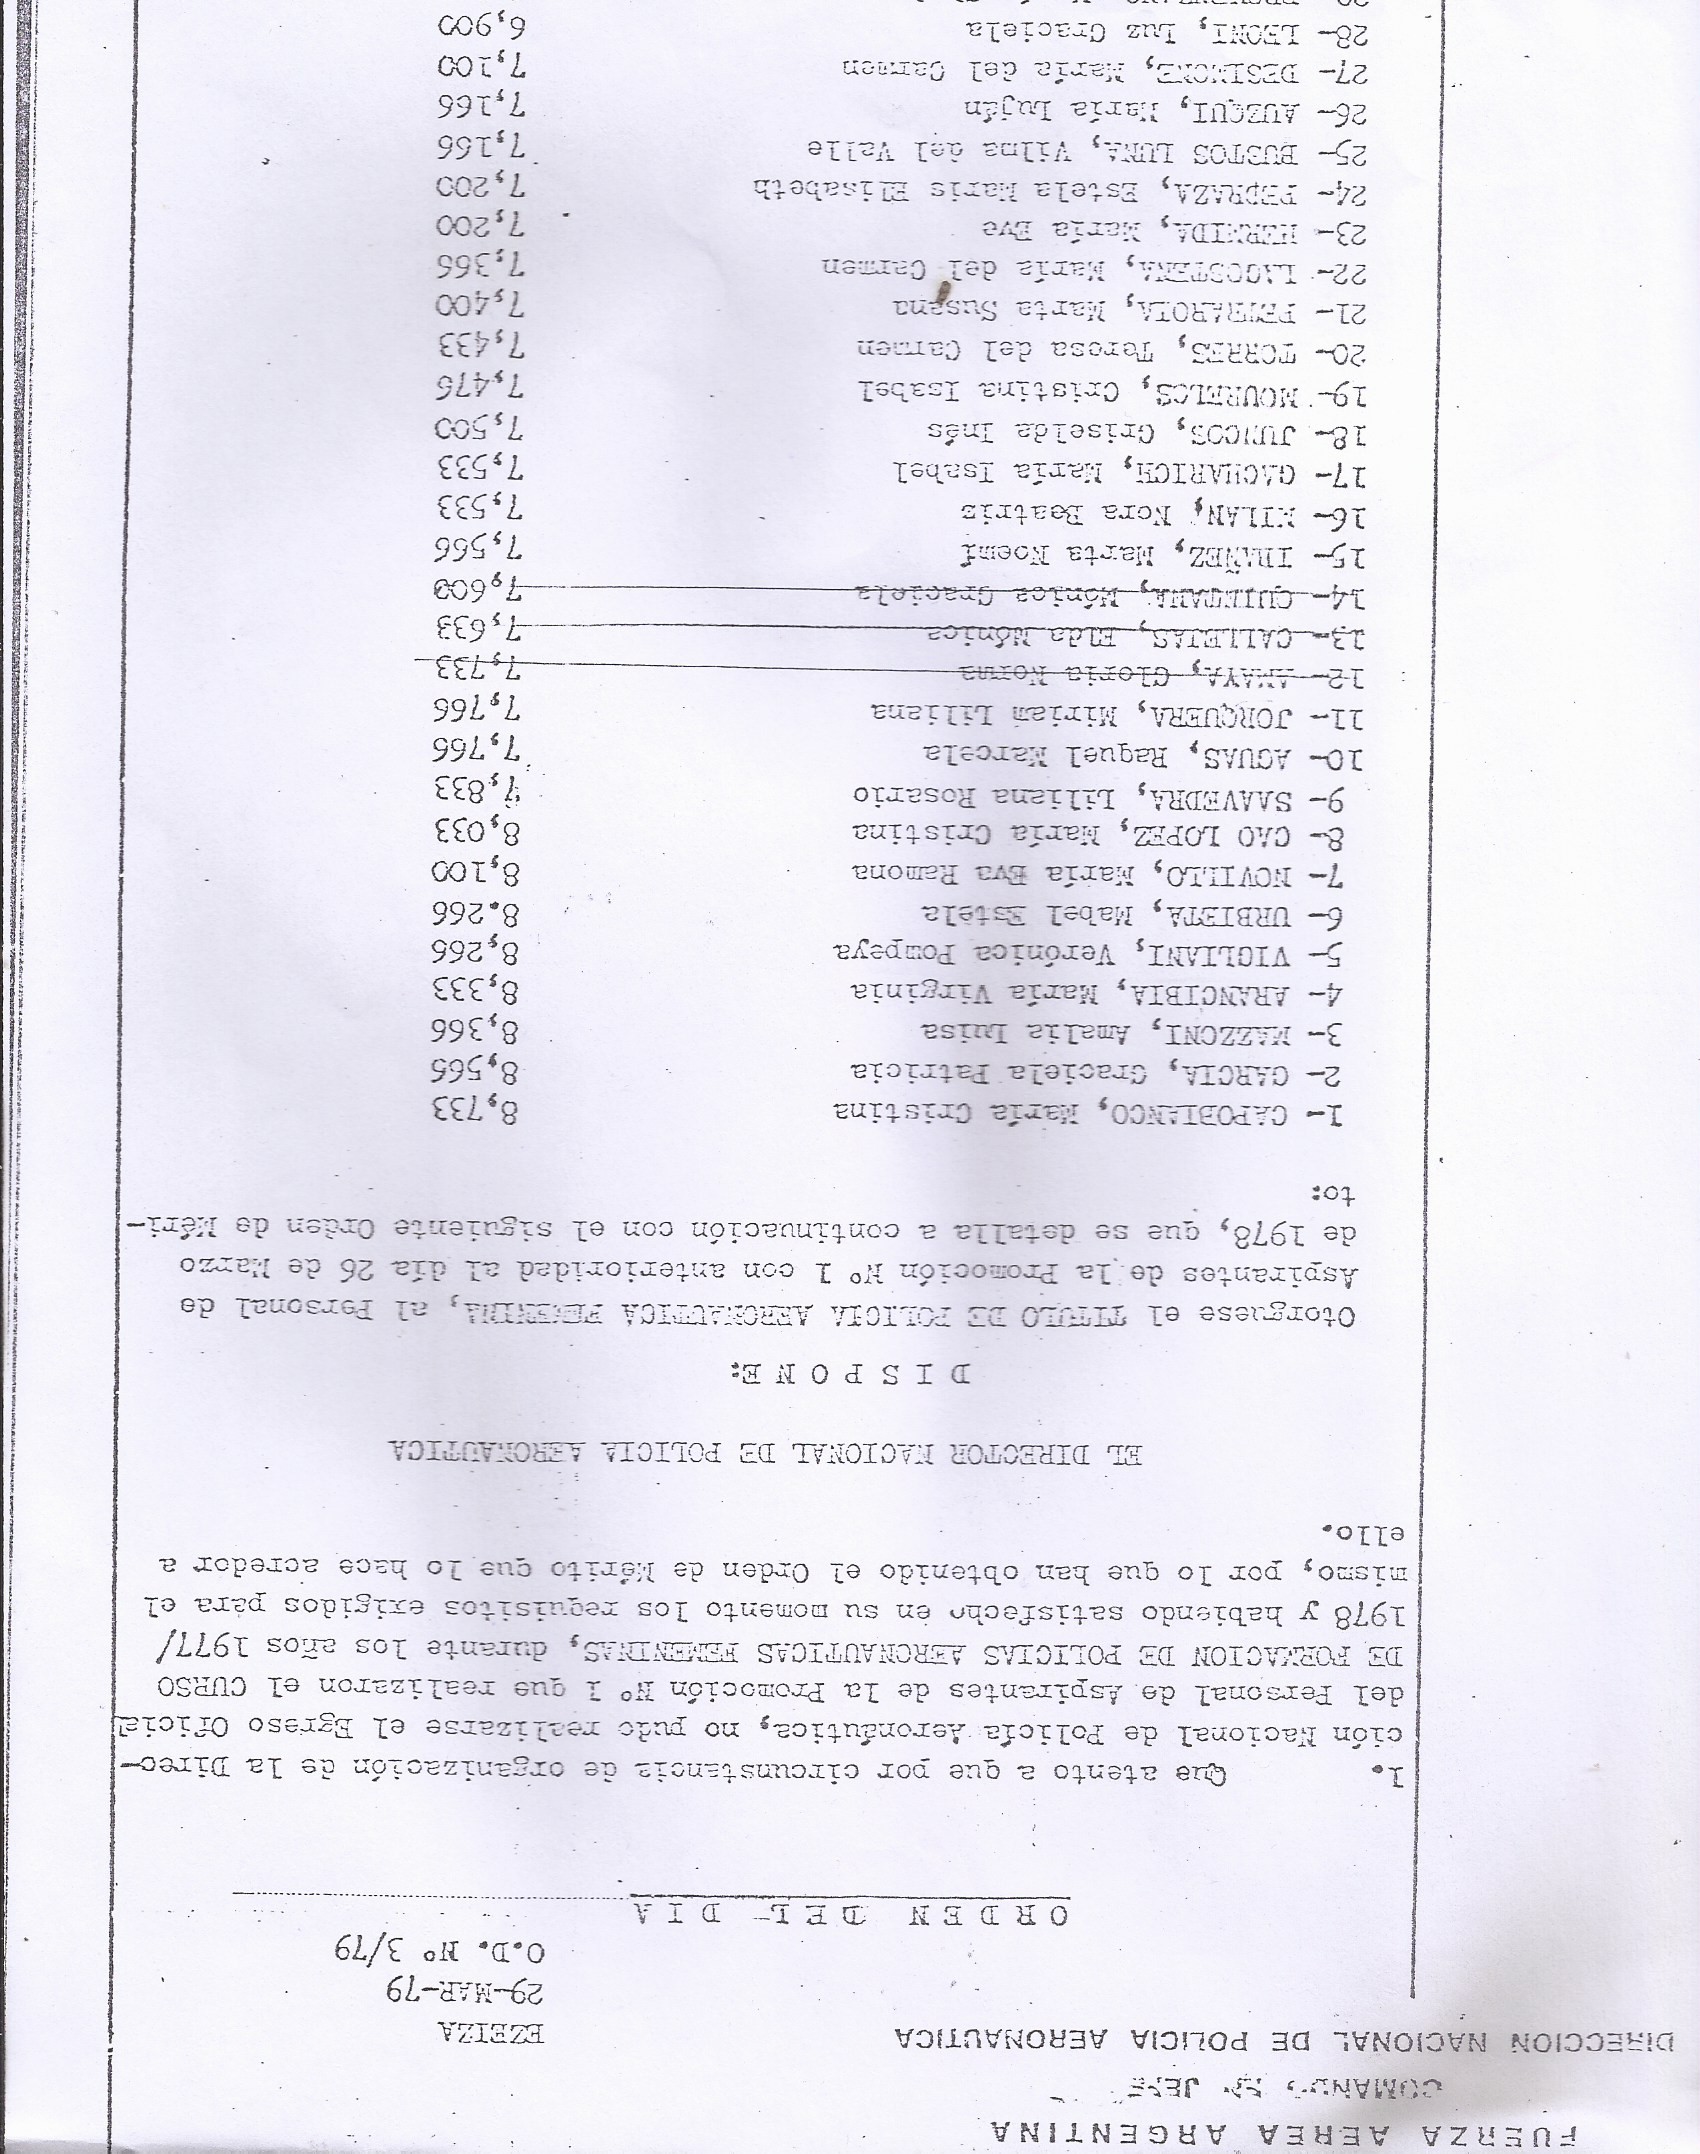 FUERZA AEREA ARGENTINA
COMANDO EN JEFE
DIRECCION NACIONAL DE POLICIA AERONAUTICA
EZEIZA
29-MAR-79
O.D. Nº 3/79
ORDEN DEL DIA
1. Que atento a que por circunstancia de organización de la Direc-
ción Nacional de Policía Aeronáutica, no pudo realizarse el Egreso Oficial
del Personal de Aspirantes de la Promoción Nº 1 que realizaron el CURSO
DE FORMACION DE POLICIAS AERONAUTICAS FEMENINAS, durante los años 1977/
1978 y habiendo satisfecho en su momento los requisitos exigidos para el
mismo, por lo que han obtenido el Orden de Mérito que lo hace acredor a
ello.
EL DIRECTOR NACIONAL DE POLICIA AERONAUTICA
D I S P O N E:
Otorguese el TITULO DE POLICIA AERONAUTICA FEMENINA, al Personal de
Aspirantes de la Promoción Nº 1 con anterioridad al día 26 de Marzo
de 1978, que se detalla a continuación con el siguiente Orden de Méri-
to:
1- CAPOBIANCO, María Cristina 8,733
2- GARCIA, Graciela Patricia 8,566
3- MAZZONI, Amalia Luisa 8,366
4- ARANCIBIA, María Virginia 8,333
5- VIGLIANI, Verónica Pompeya 8,266
6- URBIETA, Mabel Estela 8.266
7- NOVILLO, María Eva Ramona 8,100
8- CAO LOPEZ, María Cristina 8,033
9- SAAVEDRA, Liliana Rosario 7,833
10- AGUAS, Raquel Marcela 7,766
11- JORQUERA, Miriam Liliana 7,766
12- AMAYA, Gloria Norma 7,733
13- CALLEJAS, Elda Mónica 7,633
14- QUINTANA, Mónica Graciela 7,600
15- IBAÑEZ, Marta Noemí 7,566
16- MILAN, Nora Beatriz 7,533
17- GACHARICH, María Isabel 7,533
18- JUNCOS, Griselda Inés 7,500
19- MOURELOS, Cristina Isabel 7,476
20- TORRES, Teresa del Carmen 7,433
21- PETRAROIA, Marta Susana 7,400
22- LAGOSTENA, María del Carmen 7,366
23- HERMIDA, María Eve 7,200
24- PEDRAZA, Estela Maris Elisabeth 7,200
25- BUSTOS LUNA, Vilma del Valle 7,166
26- AUZQUI, María Luján 7,166
27- DESIMONE, María del Carmen 7,100
28- LEONI, Luz Graciela 6,900